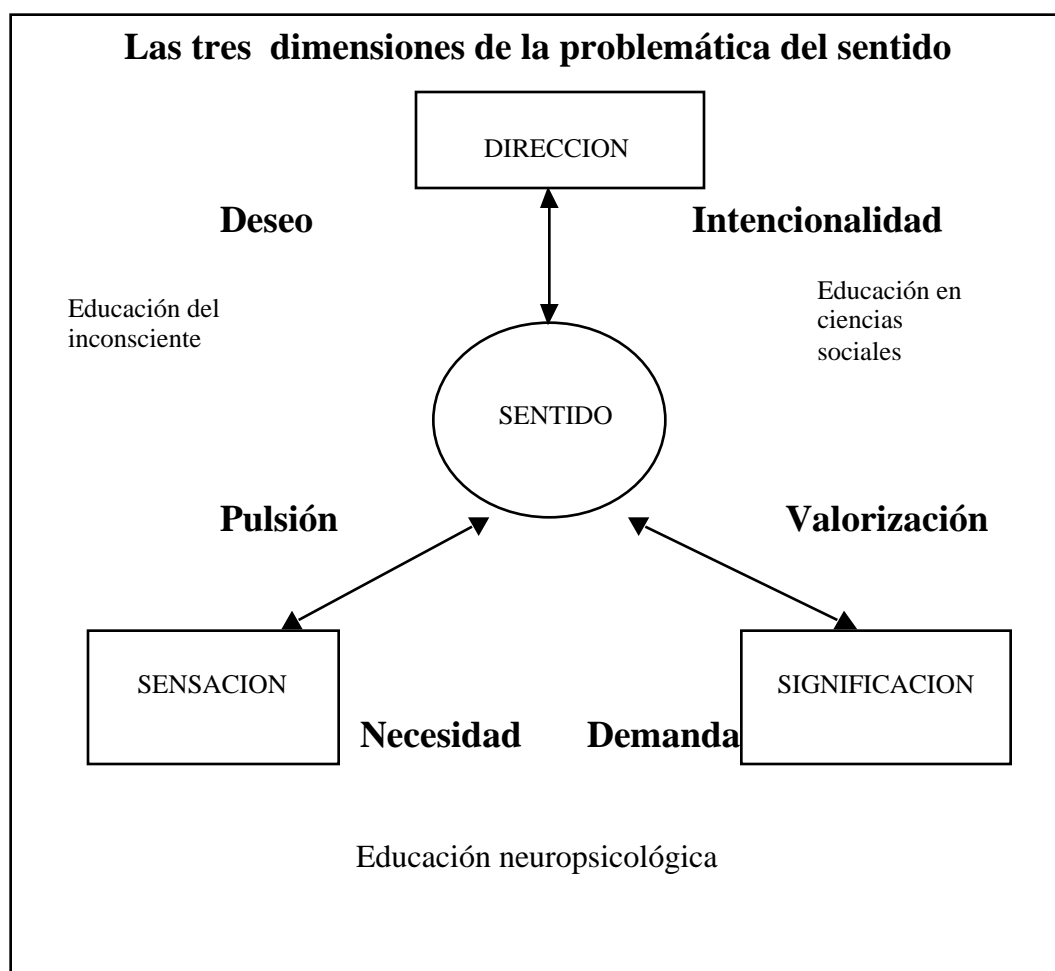 Las tres dimensiones de la problemática del sentido
DIRECCION
Deseo
Intencionalidad
Educación del
inconsciente
Educación en
ciencias
sociales
SENTIDO
Pulsión
Valorización
SENSACION
SIGNIFICACION
Necesidad
Demanda
Educación neuropsicológica